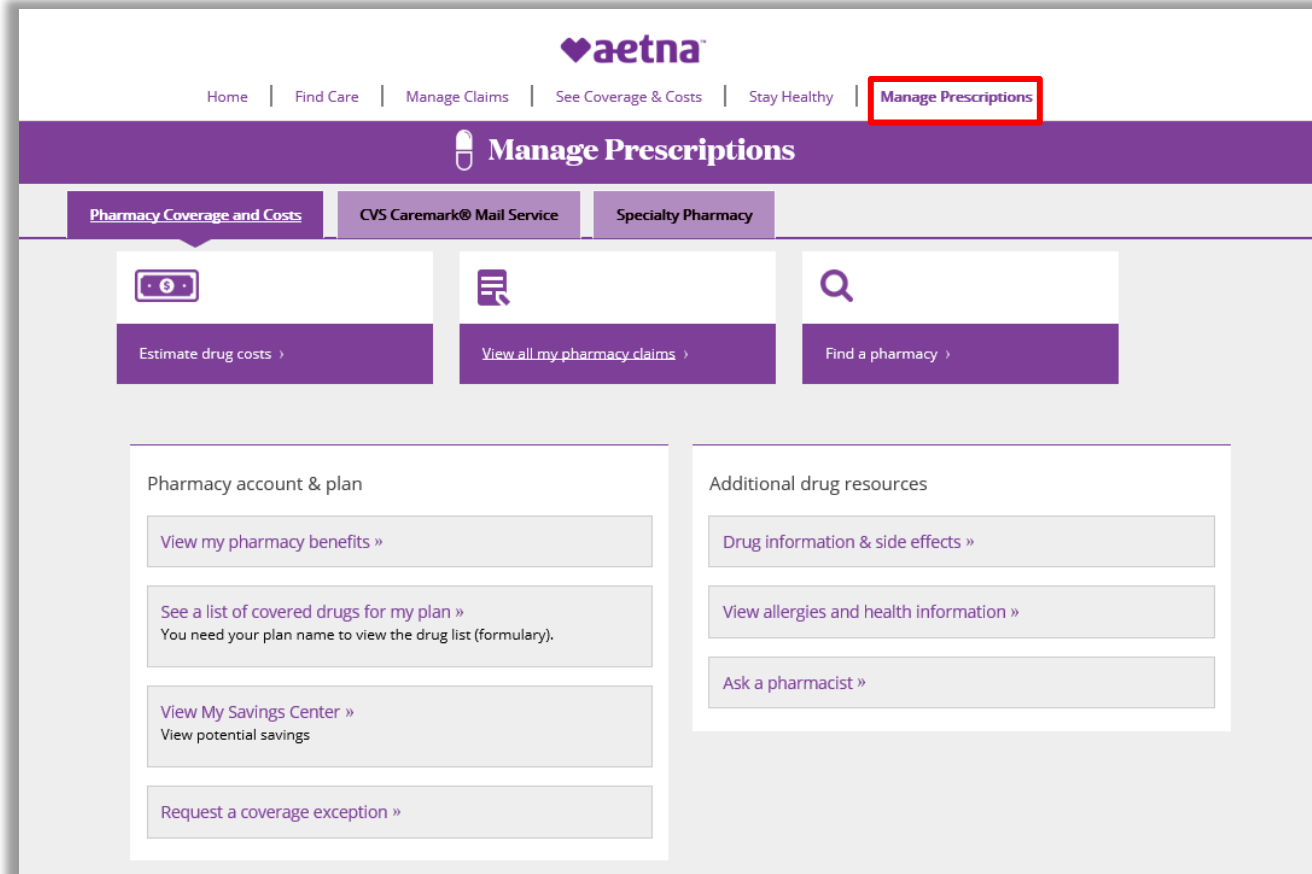 aetna™
Home | Find Care | Manage Claims | See Coverage & Costs | Stay Healthy | Manage Prescriptions
Manage Prescriptions
Pharmacy Coverage and Costs
CVS Caremark® Mail Service
Specialty Pharmacy
$
Estimate drug costs ›
View all my pharmacy claims ›
Find a pharmacy ›
Pharmacy account & plan
View my pharmacy benefits »
See a list of covered drugs for my plan »
You need your plan name to view the drug list (formulary).
View My Savings Center »
View potential savings
Request a coverage exception »
Additional drug resources
Drug information & side effects »
View allergies and health information »
Ask a pharmacist »